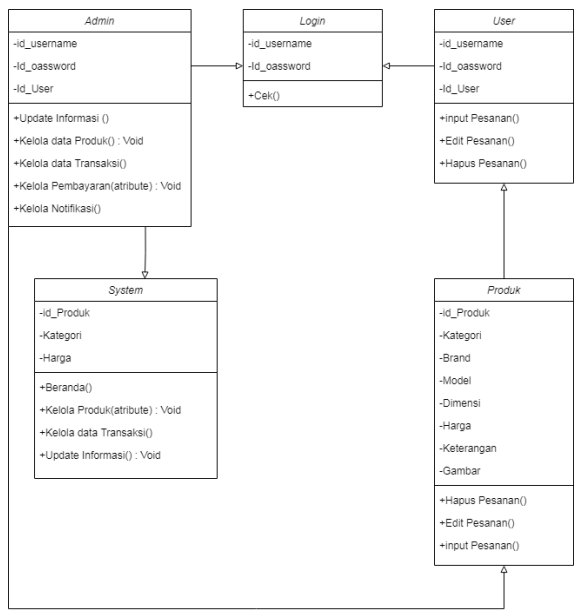 Admin
-id_username
-Id_oassword
-Id_User
+Update Informasi ()
+Kelola data Produk() : Void
+Kelola data Transaksi()
+Kelola Pembayaran(atribute) : Void
+Kelola Notifikasi()
Login
-id_username
-Id_oassword
+Cek()
User
-id_username
-Id_oassword
-Id_User
+input Pesanan()
+Edit Pesanan()
+Hapus Pesanan()
System
-id_Produk
-Kategori
-Harga
+Beranda()
+Kelola Produk(atribute) : Void
+Kelola data Transaksi()
+Update Informasi() : Void
Produk
-id_Produk
-Kategori
-Brand
-Model
-Dimensi
-Harga
-Keterangan
-Gambar
+Hapus Pesanan()
+Edit Pesanan()
+input Pesanan()